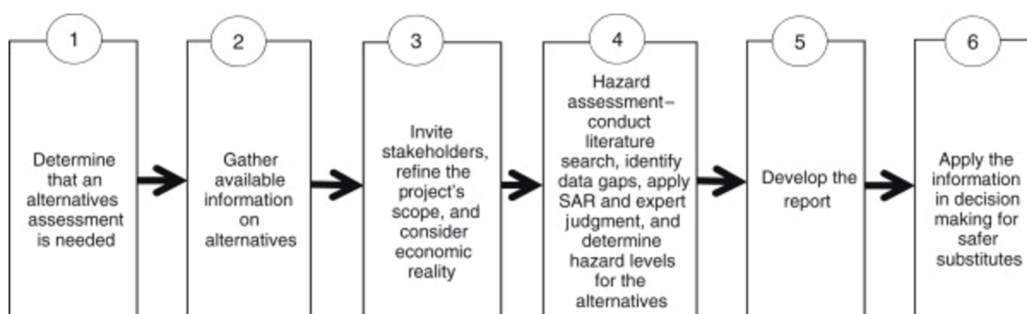 1
Determine
that an
alternatives
assessment
is needed
2
Gather
available
information
on
alternatives
3
Invite
stakeholders,
refine the
project's
scope, and
consider
economic
reality
4
Hazard
assessment–
conduct
literature
search, identify
data gaps, apply
SAR and expert
judgment, and
determine
hazard levels
for the
alternatives
5
Develop the
report
6
Apply the
information
in decision
making for
safer
substitutes